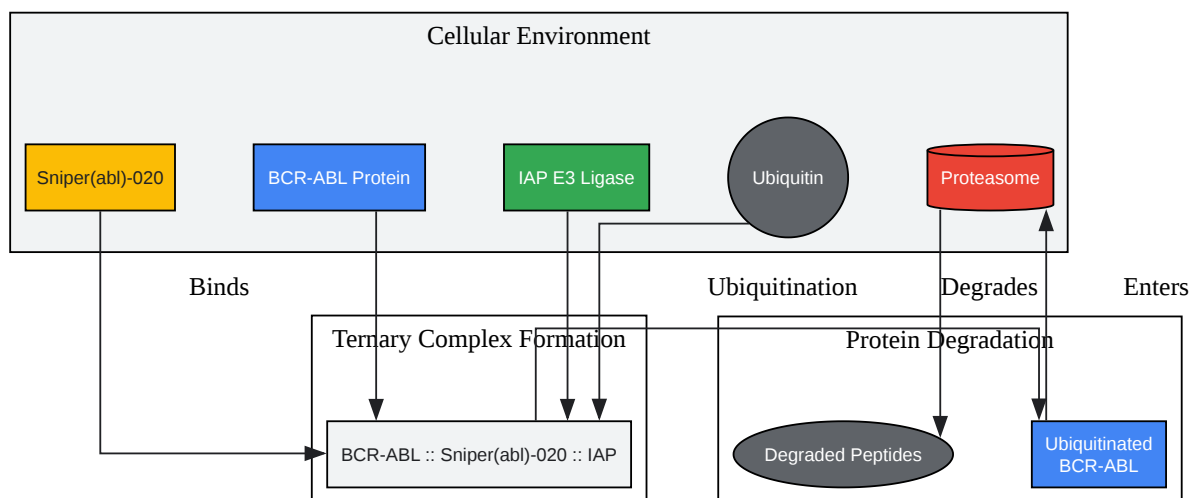 Cellular Environment
Sniper(abl)-020
BCR-ABL Protein
IAP E3 Ligase
Ubiquitin
Proteasome
Binds
Ubiquitination
Degrades
Enters
Ternary Complex Formation
Protein Degradation
BCR-ABL :: Sniper(abl)-020 :: IAP
Degraded Peptides
Ubiquitinated
BCR-ABL